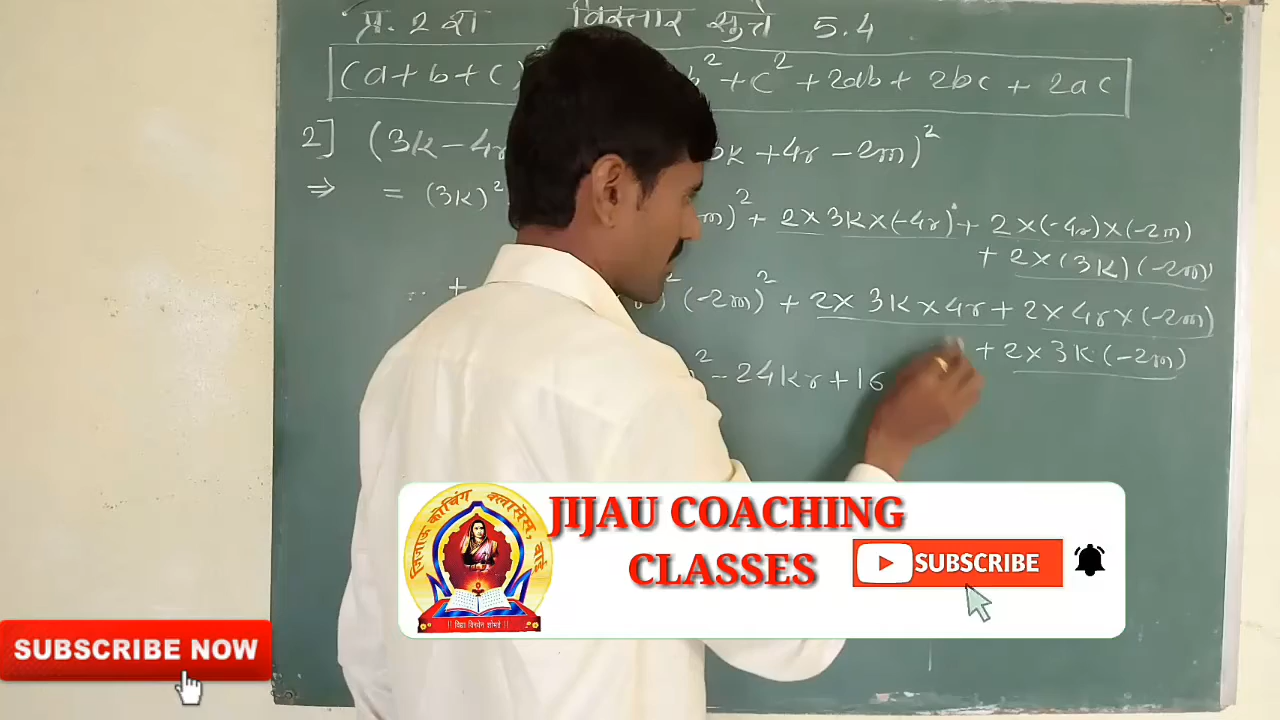 प्र. 2 रा विस्तार सुत्रे 5.4
(a+b+c) b² + c² + 2ab + 2bc + 2ac
2] (3k - 4r k + 4r - 2m)²
⇒ = (3k)² m)² + 2×3k×(-4r) + 2×(-4r)×(-2m)
+ 2×(3k)(-2m)
+ (-2m)² + 2× 3k×4r + 2×4r×(-2m)
+ 2×3k(-2m)
² - 24kr + 16
जिजाऊ कोचिंग क्लासेस,
JIJAU COACHING
CLASSES
SUBSCRIBE
SUBSCRIBE NOW